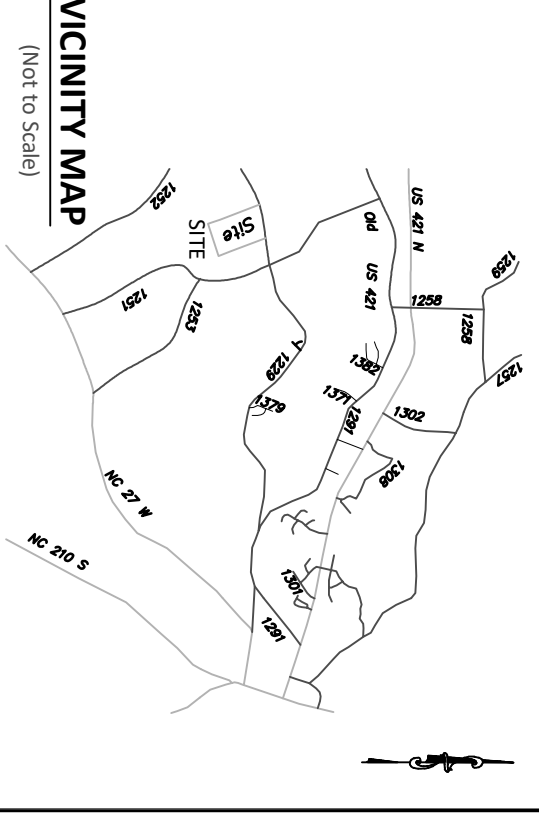 VICINITY MAP
(Not to Scale)
1252
Site
SITE
1251
1253
Old US 421
US 421 N
1258
1259
1258
1257
1382
1371
1291
1302
1229
1379
1308
NC 27 W
NC 210 S
1301
1291